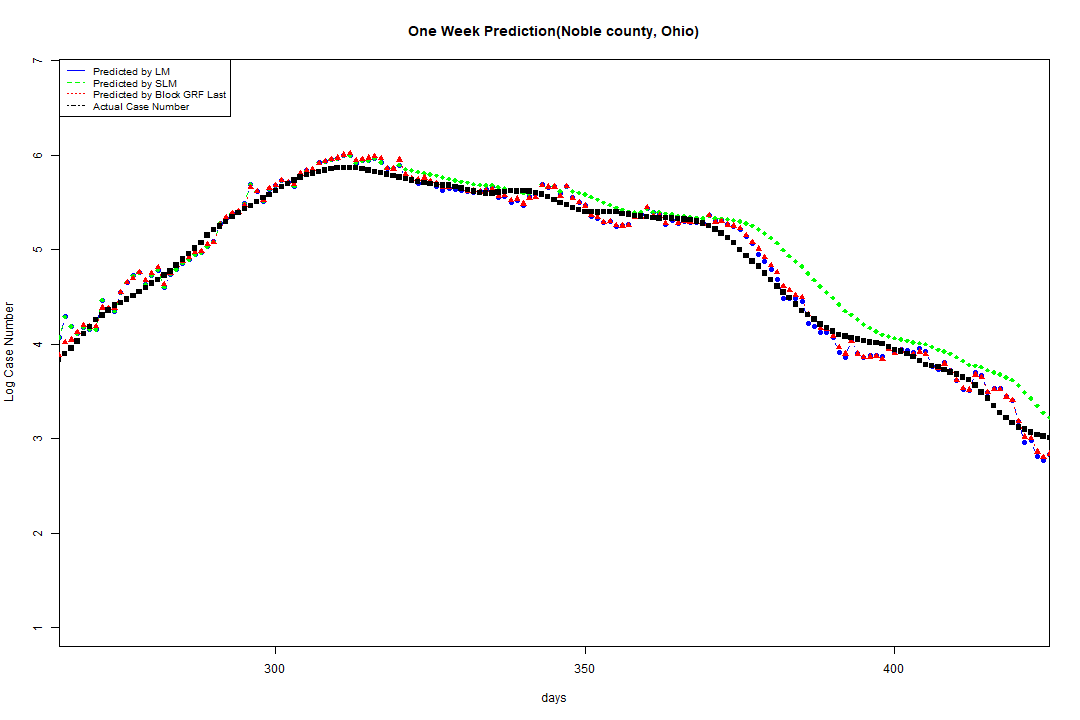 One Week Prediction(Noble county, Ohio)
Predicted by LM
Predicted by SLM
Predicted by Block GRF Last
Actual Case Number
7
6
5
4
3
2
1
Log Case Number
300 350 400
days